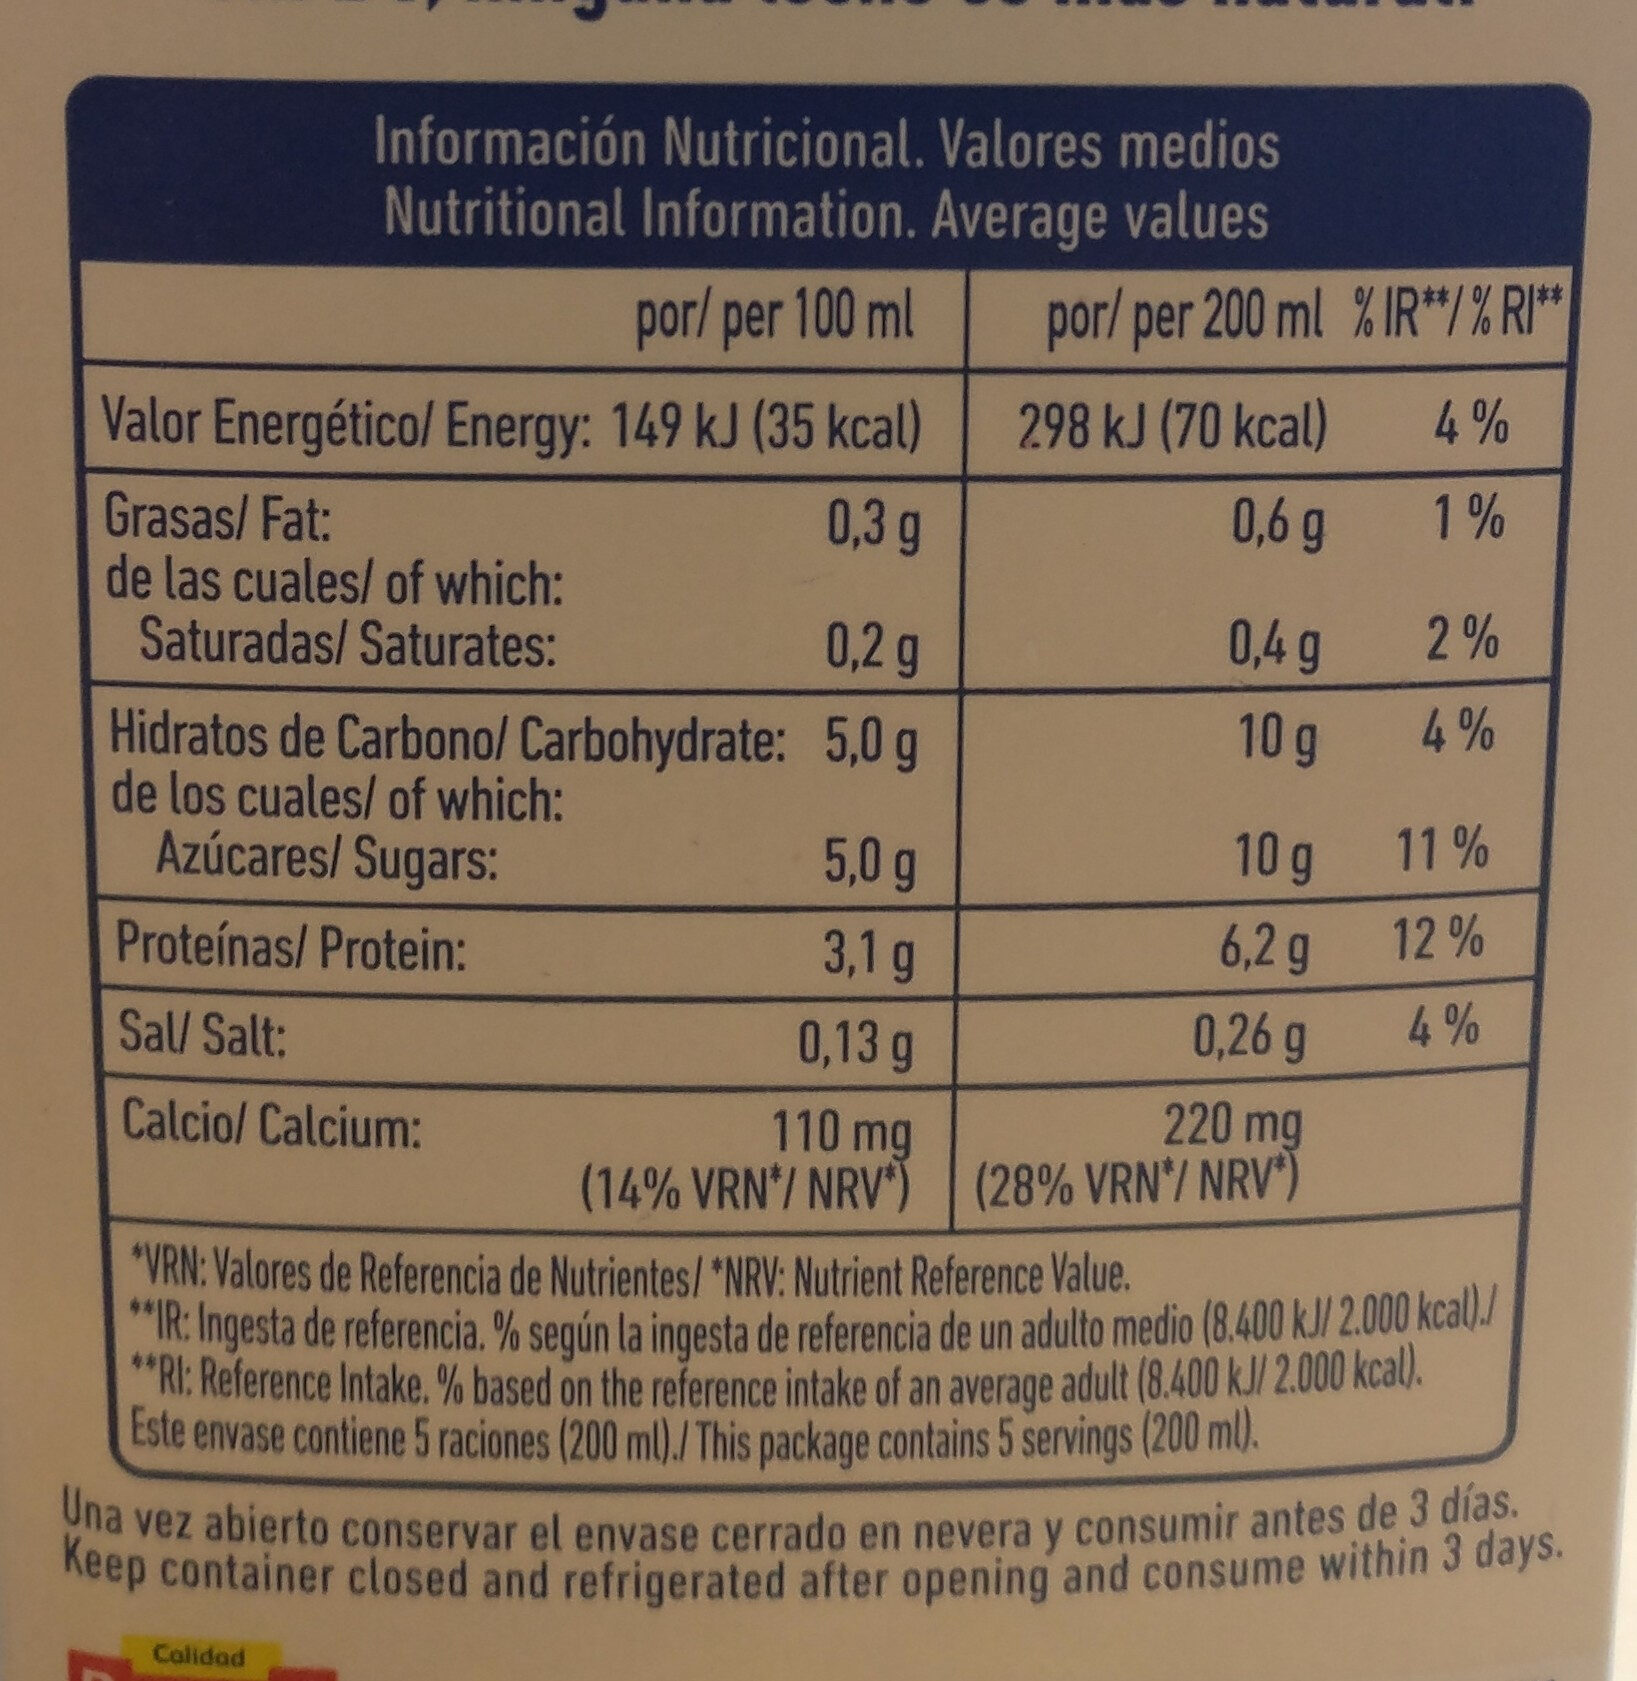 Información Nutricional. Valores medios
Nutritional Information. Average values
por/ per 100 ml por/ per 200 ml % IR**/ % RI**
Valor Energético/ Energy: 149 kJ (35 kcal) 298 kJ (70 kcal) 4 %
Grasas/ Fat: 0,3 g 0,6 g 1 %
de las cuales/ of which:
Saturadas/ Saturates: 0,2 g 0,4 g 2 %
Hidratos de Carbono/ Carbohydrate: 5,0 g 10 g 4 %
de los cuales/ of which:
Azúcares/ Sugars: 5,0 g 10 g 11 %
Proteínas/ Protein: 3,1 g 6,2 g 12 %
Sal/ Salt: 0,13 g 0,26 g 4 %
Calcio/ Calcium: 110 mg 220 mg
(14% VRN*/ NRV*) (28% VRN*/ NRV*)
*VRN: Valores de Referencia de Nutrientes/ *NRV: Nutrient Reference Value.
**IR: Ingesta de referencia. % según la ingesta de referencia de un adulto medio (8.400 kJ/ 2.000 kcal)./
**RI: Reference Intake. % based on the reference intake of an average adult (8.400 kJ/ 2.000 kcal).
Este envase contiene 5 raciones (200 ml)./ This package contains 5 servings (200 ml).
Una vez abierto conservar el envase cerrado en nevera y consumir antes de 3 días.
Keep container closed and refrigerated after opening and consume within 3 days.
Calidad